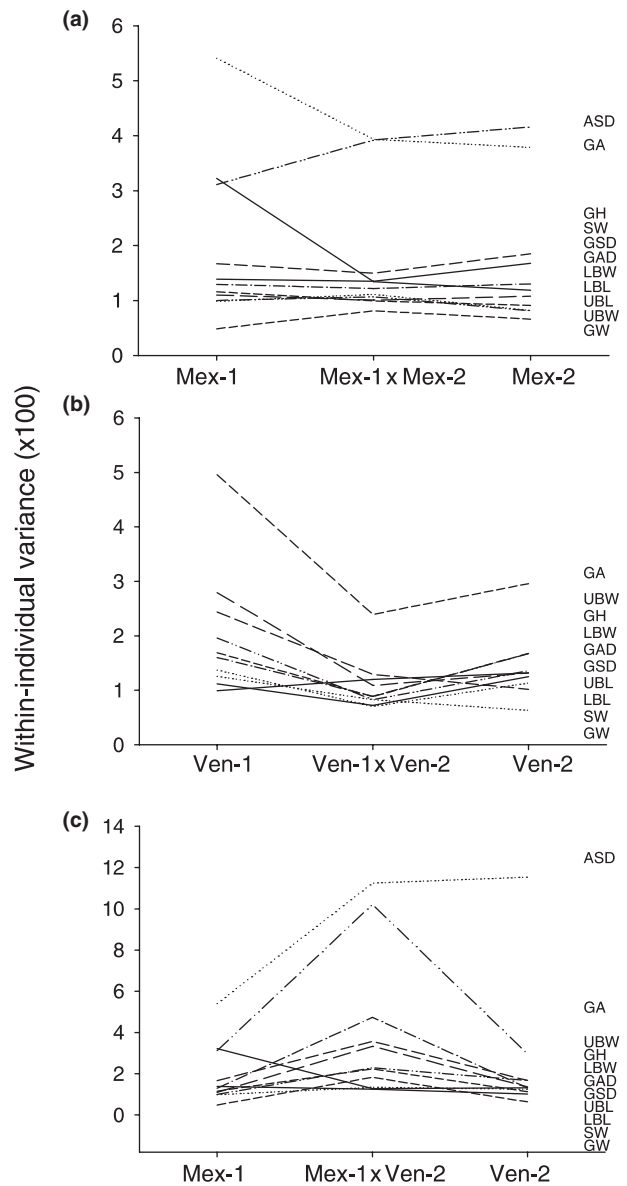 Within-individual variance (x100)
(a)
6
5
4
3
2
1
0
ASD
GA
GH
SW
GSD
GAD
LBW
LBL
UBL
UBW
GW
Mex-1
Mex-1 x Mex-2
Mex-2
(b)
6
5
4
3
2
1
0
GA
UBW
GH
LBW
GAD
GSD
UBL
LBL
SW
GW
Ven-1
Ven-1 x Ven-2
Ven-2
(c)
14
12
10
8
6
4
2
0
ASD
GA
UBW
GH
LBW
GAD
GSD
UBL
LBL
SW
GW
Mex-1
Mex-1 x Ven-2
Ven-2